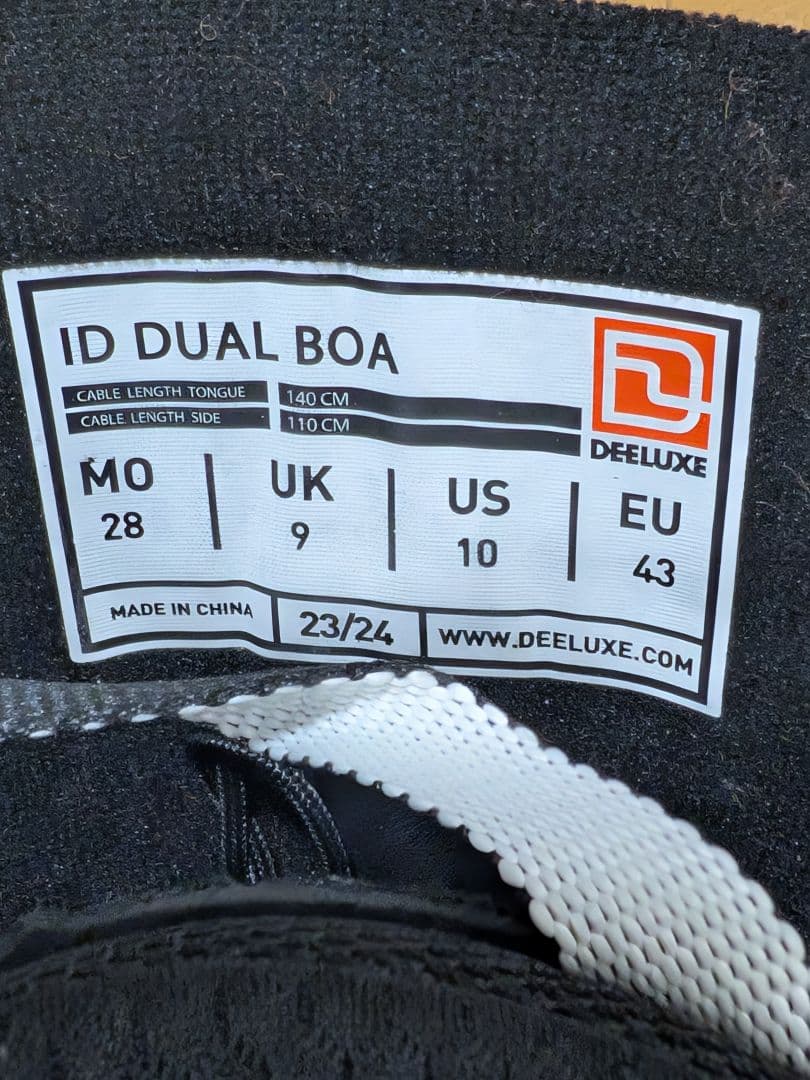 ID DUAL BOA
CABLE LENGTH TONGUE 140 CM
CABLE LENGTH SIDE 110 CM
DEELUXE
MO UK US EU
28 9 10 43
MADE IN CHINA 23/24 WWW.DEELUXE.COM